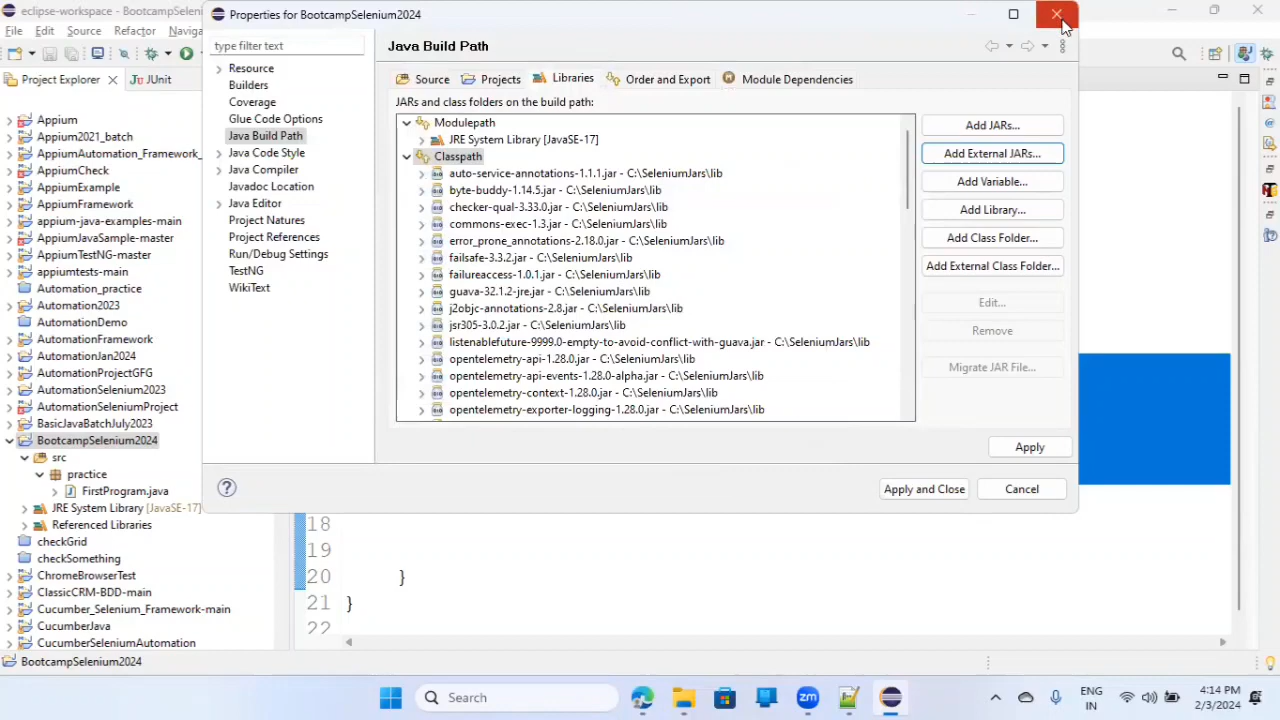 eclipse-workspace
Properties for BootcampSelenium2024
File Edit Source Refactor Naviga
type filter text
Java Build Path
Project Explorer
JUnit
Source Projects Libraries Order and Export Module Dependencies
JARs and class folders on the build path:
Resource
Builders
Coverage
Glue Code Options
Java Build Path
Java Code Style
Java Compiler
Javadoc Location
Java Editor
Project Natures
Project References
Run/Debug Settings
TestNG
WikiText
Modulepath
JRE System Library [JavaSE-17]
Classpath
auto-service-annotations-1.1.1.jar - C:\SeleniumJars\lib
byte-buddy-1.14.5.jar - C:\SeleniumJars\lib
checker-qual-3.33.0.jar - C:\SeleniumJars\lib
commons-exec-1.3.jar - C:\SeleniumJars\lib
error_prone_annotations-2.18.0.jar - C:\SeleniumJars\lib
failsafe-3.3.2.jar - C:\SeleniumJars\lib
failureaccess-1.0.1.jar - C:\SeleniumJars\lib
guava-32.1.2-jre.jar - C:\SeleniumJars\lib
j2objc-annotations-2.8.jar - C:\SeleniumJars\lib
jsr305-3.0.2.jar - C:\SeleniumJars\lib
listenablefuture-9999.0-empty-to-avoid-conflict-with-guava.jar - C:\SeleniumJars\lib
opentelemetry-api-1.28.0.jar - C:\SeleniumJars\lib
opentelemetry-api-events-1.28.0-alpha.jar - C:\SeleniumJars\lib
opentelemetry-context-1.28.0.jar - C:\SeleniumJars\lib
opentelemetry-exporter-logging-1.28.0.jar - C:\SeleniumJars\lib
Add JARs...
Add External JARs...
Add Variable...
Add Library...
Add Class Folder...
Add External Class Folder...
Edit...
Remove
Migrate JAR File...
Apply
Apply and Close
Cancel
Appium
Appium2021_batch
AppiumAutomation_Framework_
AppiumCheck
AppiumExample
AppiumFramework
appium-java-examples-main
AppiumJavaSample-master
AppiumTestNG-master
appiumtests-main
Automation_practice
Automation2023
AutomationDemo
AutomationFramework
AutomationJan2024
AutomationProjectGFG
AutomationSelenium2023
AutomationSeleniumProject
BasicJavaBatchJuly2023
BootcampSelenium2024
src
practice
FirstProgram.java
JRE System Library [JavaSE-17]
Referenced Libraries
checkGrid
checkSomething
ChromeBrowserTest
ClassicCRM-BDD-main
Cucumber_Selenium_Framework-main
CucumberJava
CucumberSeleniumAutomation
18
19
20 }
21 }
22
BootcampSelenium2024
Search
zm
ENG
IN
4:14 PM
2/3/2024